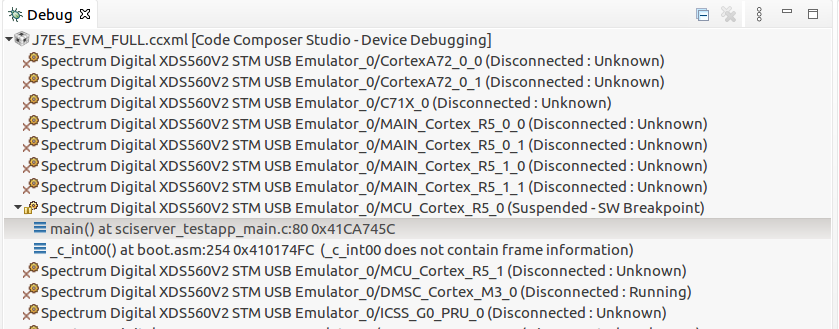 Debug
J7ES_EVM_FULL.ccxml [Code Composer Studio - Device Debugging]
Spectrum Digital XDS560V2 STM USB Emulator_0/CortexA72_0_0 (Disconnected : Unknown)
Spectrum Digital XDS560V2 STM USB Emulator_0/CortexA72_0_1 (Disconnected : Unknown)
Spectrum Digital XDS560V2 STM USB Emulator_0/C71X_0 (Disconnected : Unknown)
Spectrum Digital XDS560V2 STM USB Emulator_0/MAIN_Cortex_R5_0_0 (Disconnected : Unknown)
Spectrum Digital XDS560V2 STM USB Emulator_0/MAIN_Cortex_R5_0_1 (Disconnected : Unknown)
Spectrum Digital XDS560V2 STM USB Emulator_0/MAIN_Cortex_R5_1_0 (Disconnected : Unknown)
Spectrum Digital XDS560V2 STM USB Emulator_0/MAIN_Cortex_R5_1_1 (Disconnected : Unknown)
Spectrum Digital XDS560V2 STM USB Emulator_0/MCU_Cortex_R5_0 (Suspended - SW Breakpoint)
main() at sciserver_testapp_main.c:80 0x41CA745C
_c_int00() at boot.asm:254 0x410174FC (_c_int00 does not contain frame information)
Spectrum Digital XDS560V2 STM USB Emulator_0/MCU_Cortex_R5_1 (Disconnected : Unknown)
Spectrum Digital XDS560V2 STM USB Emulator_0/DMSC_Cortex_M3_0 (Disconnected : Running)
Spectrum Digital XDS560V2 STM USB Emulator_0/ICSS_G0_PRU_0 (Disconnected : Unknown)